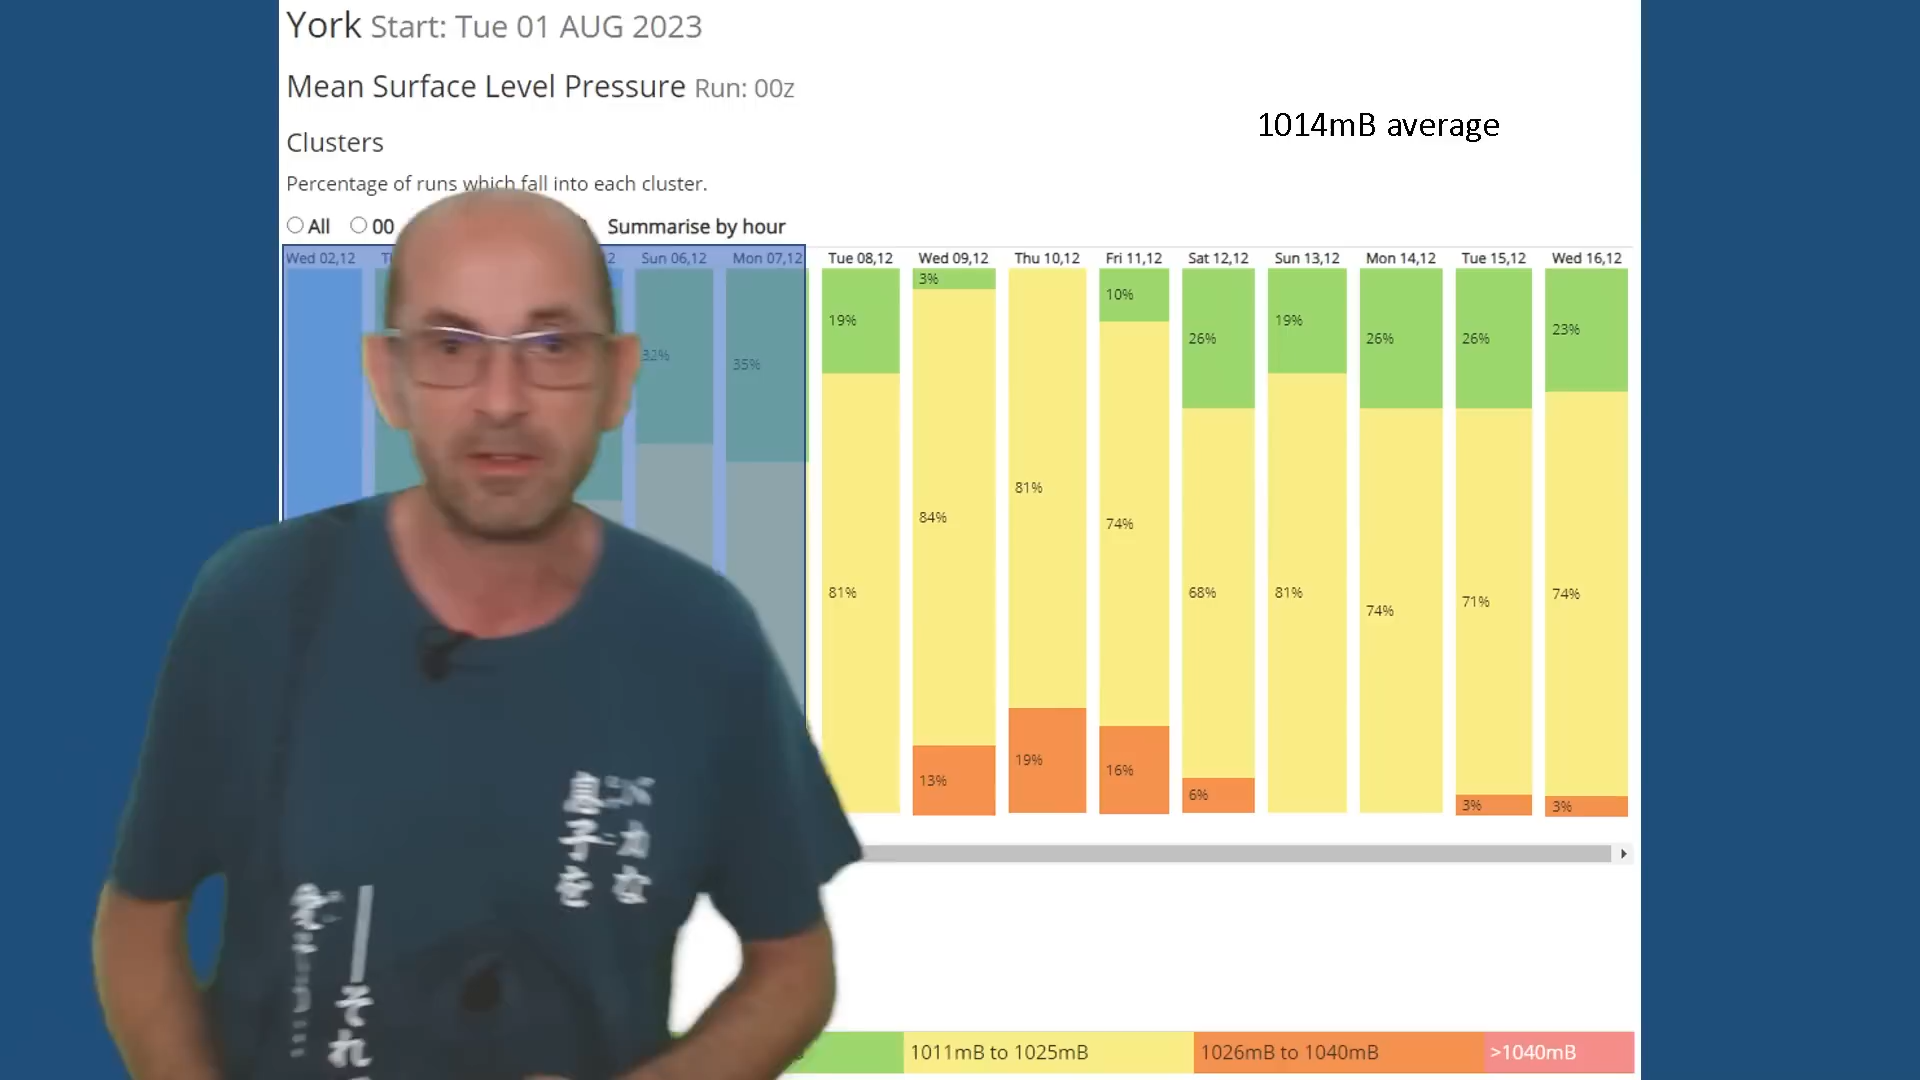 York Start: Tue 01 AUG 2023
Mean Surface Level Pressure Run: 00z
1014mB average
Clusters
Percentage of runs which fall into each cluster.
All 00 Summarise by hour
Wed 02,12 Sun 06,12 Mon 07,12 Tue 08,12 Wed 09,12 Thu 10,12 Fri 11,12 Sat 12,12 Sun 13,12 Mon 14,12 Tue 15,12 Wed 16,12
3%
10%
19% 19%
23%
26% 26% 26%
32%
35%
81%
84%
74%
81% 68% 81% 74%
71%
74%
19%
16%
13%
6%
3% 3%
息子を
それ
1011mB to 1025mB 1026mB to 1040mB >1040mB